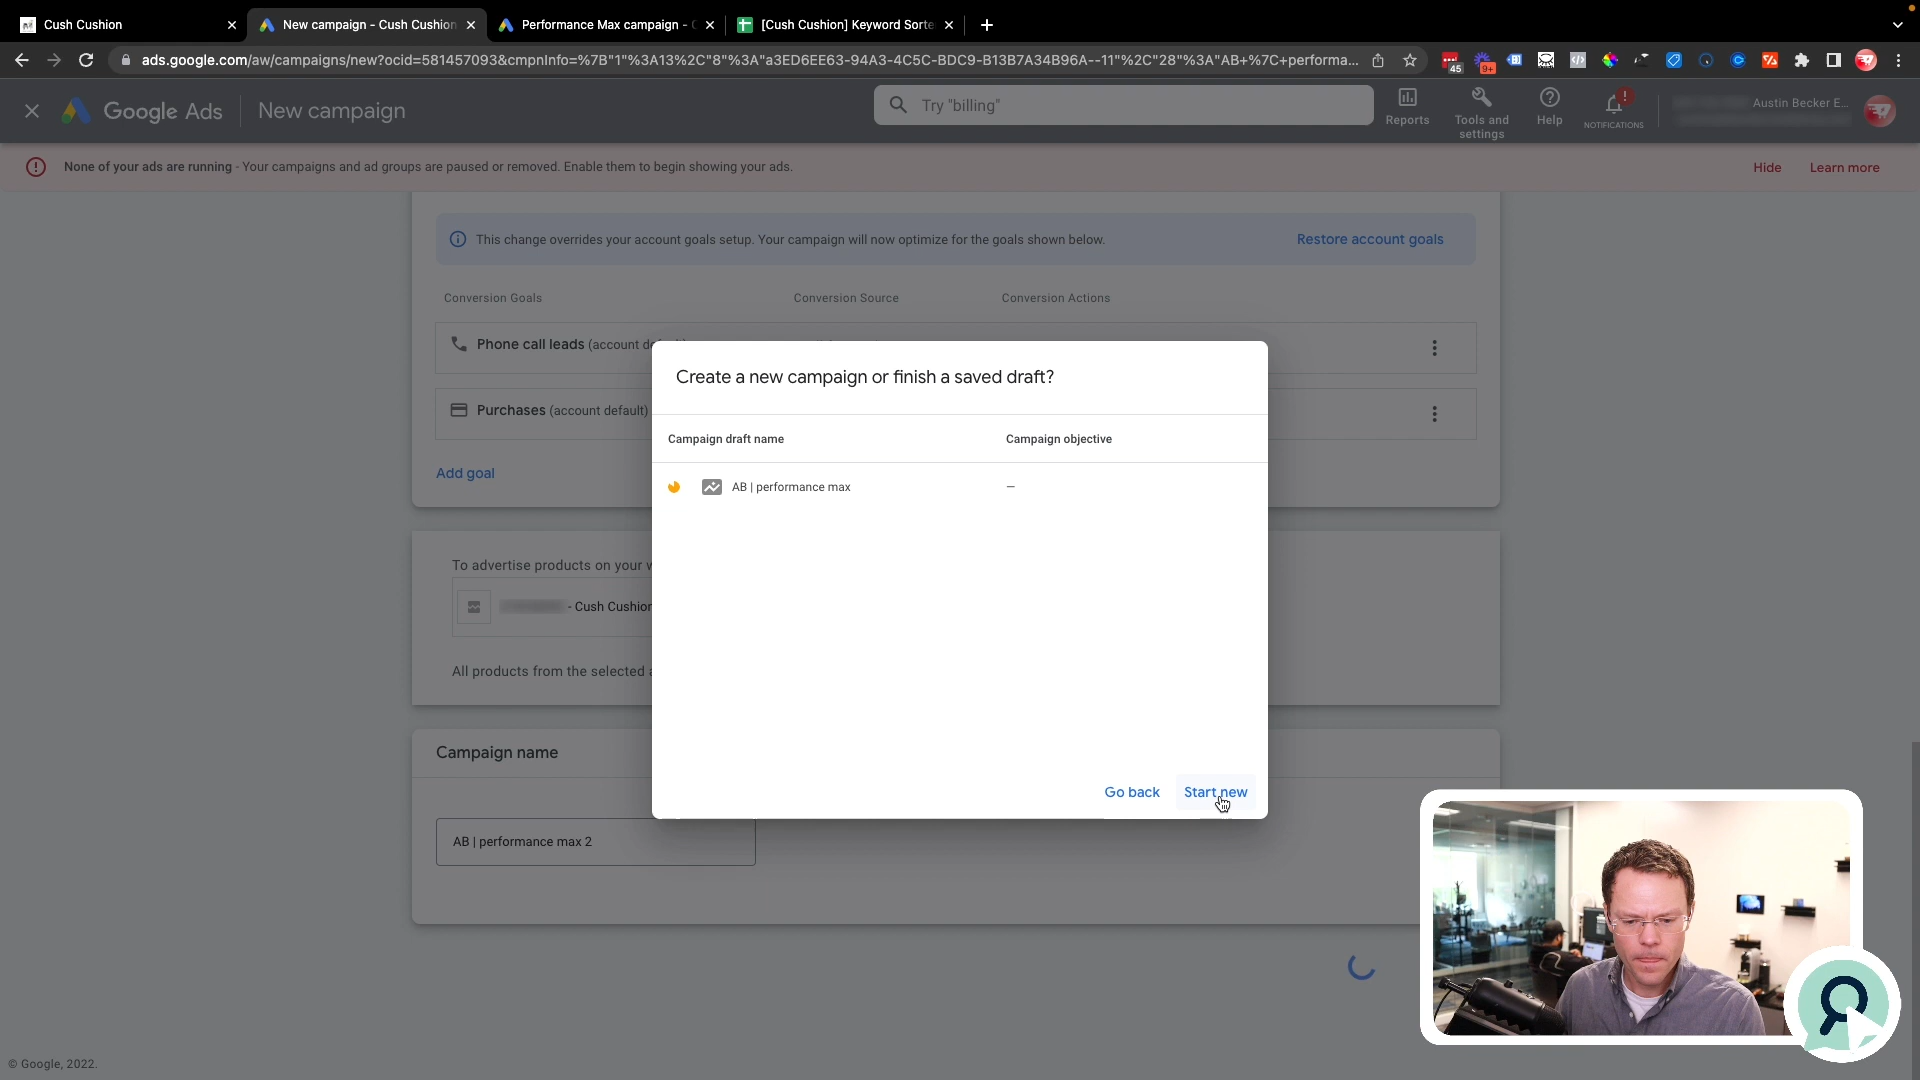 Cush Cushion
New campaign - Cush Cushion
Performance Max campaign - C
[Cush Cushion] Keyword Sorte
ads.google.com/aw/campaigns/new?ocid=581457093&cmpnInfo=%7B"1"%3A13%2C"8"%3A"a3ED6EE63-94A3-4C5C-BDC9-B13B7A34B96A--11"%2C"28"%3A"AB+%7C+performa...
45
9+
Google Ads
New campaign
Try "billing"
Reports
Tools and settings
Help
NOTIFICATIONS
Austin Becker E...
None of your ads are running - Your campaigns and ad groups are paused or removed. Enable them to begin showing your ads.
Hide
Learn more
This change overrides your account goals setup. Your campaign will now optimize for the goals shown below.
Restore account goals
Conversion Goals
Conversion Source
Conversion Actions
Phone call leads (account de
Purchases (account default)
Add goal
To advertise products on your
- Cush Cushion
All products from the selected
Campaign name
AB | performance max 2
Create a new campaign or finish a saved draft?
Campaign draft name
Campaign objective
AB | performance max
–
Go back
Start new
© Google, 2022.